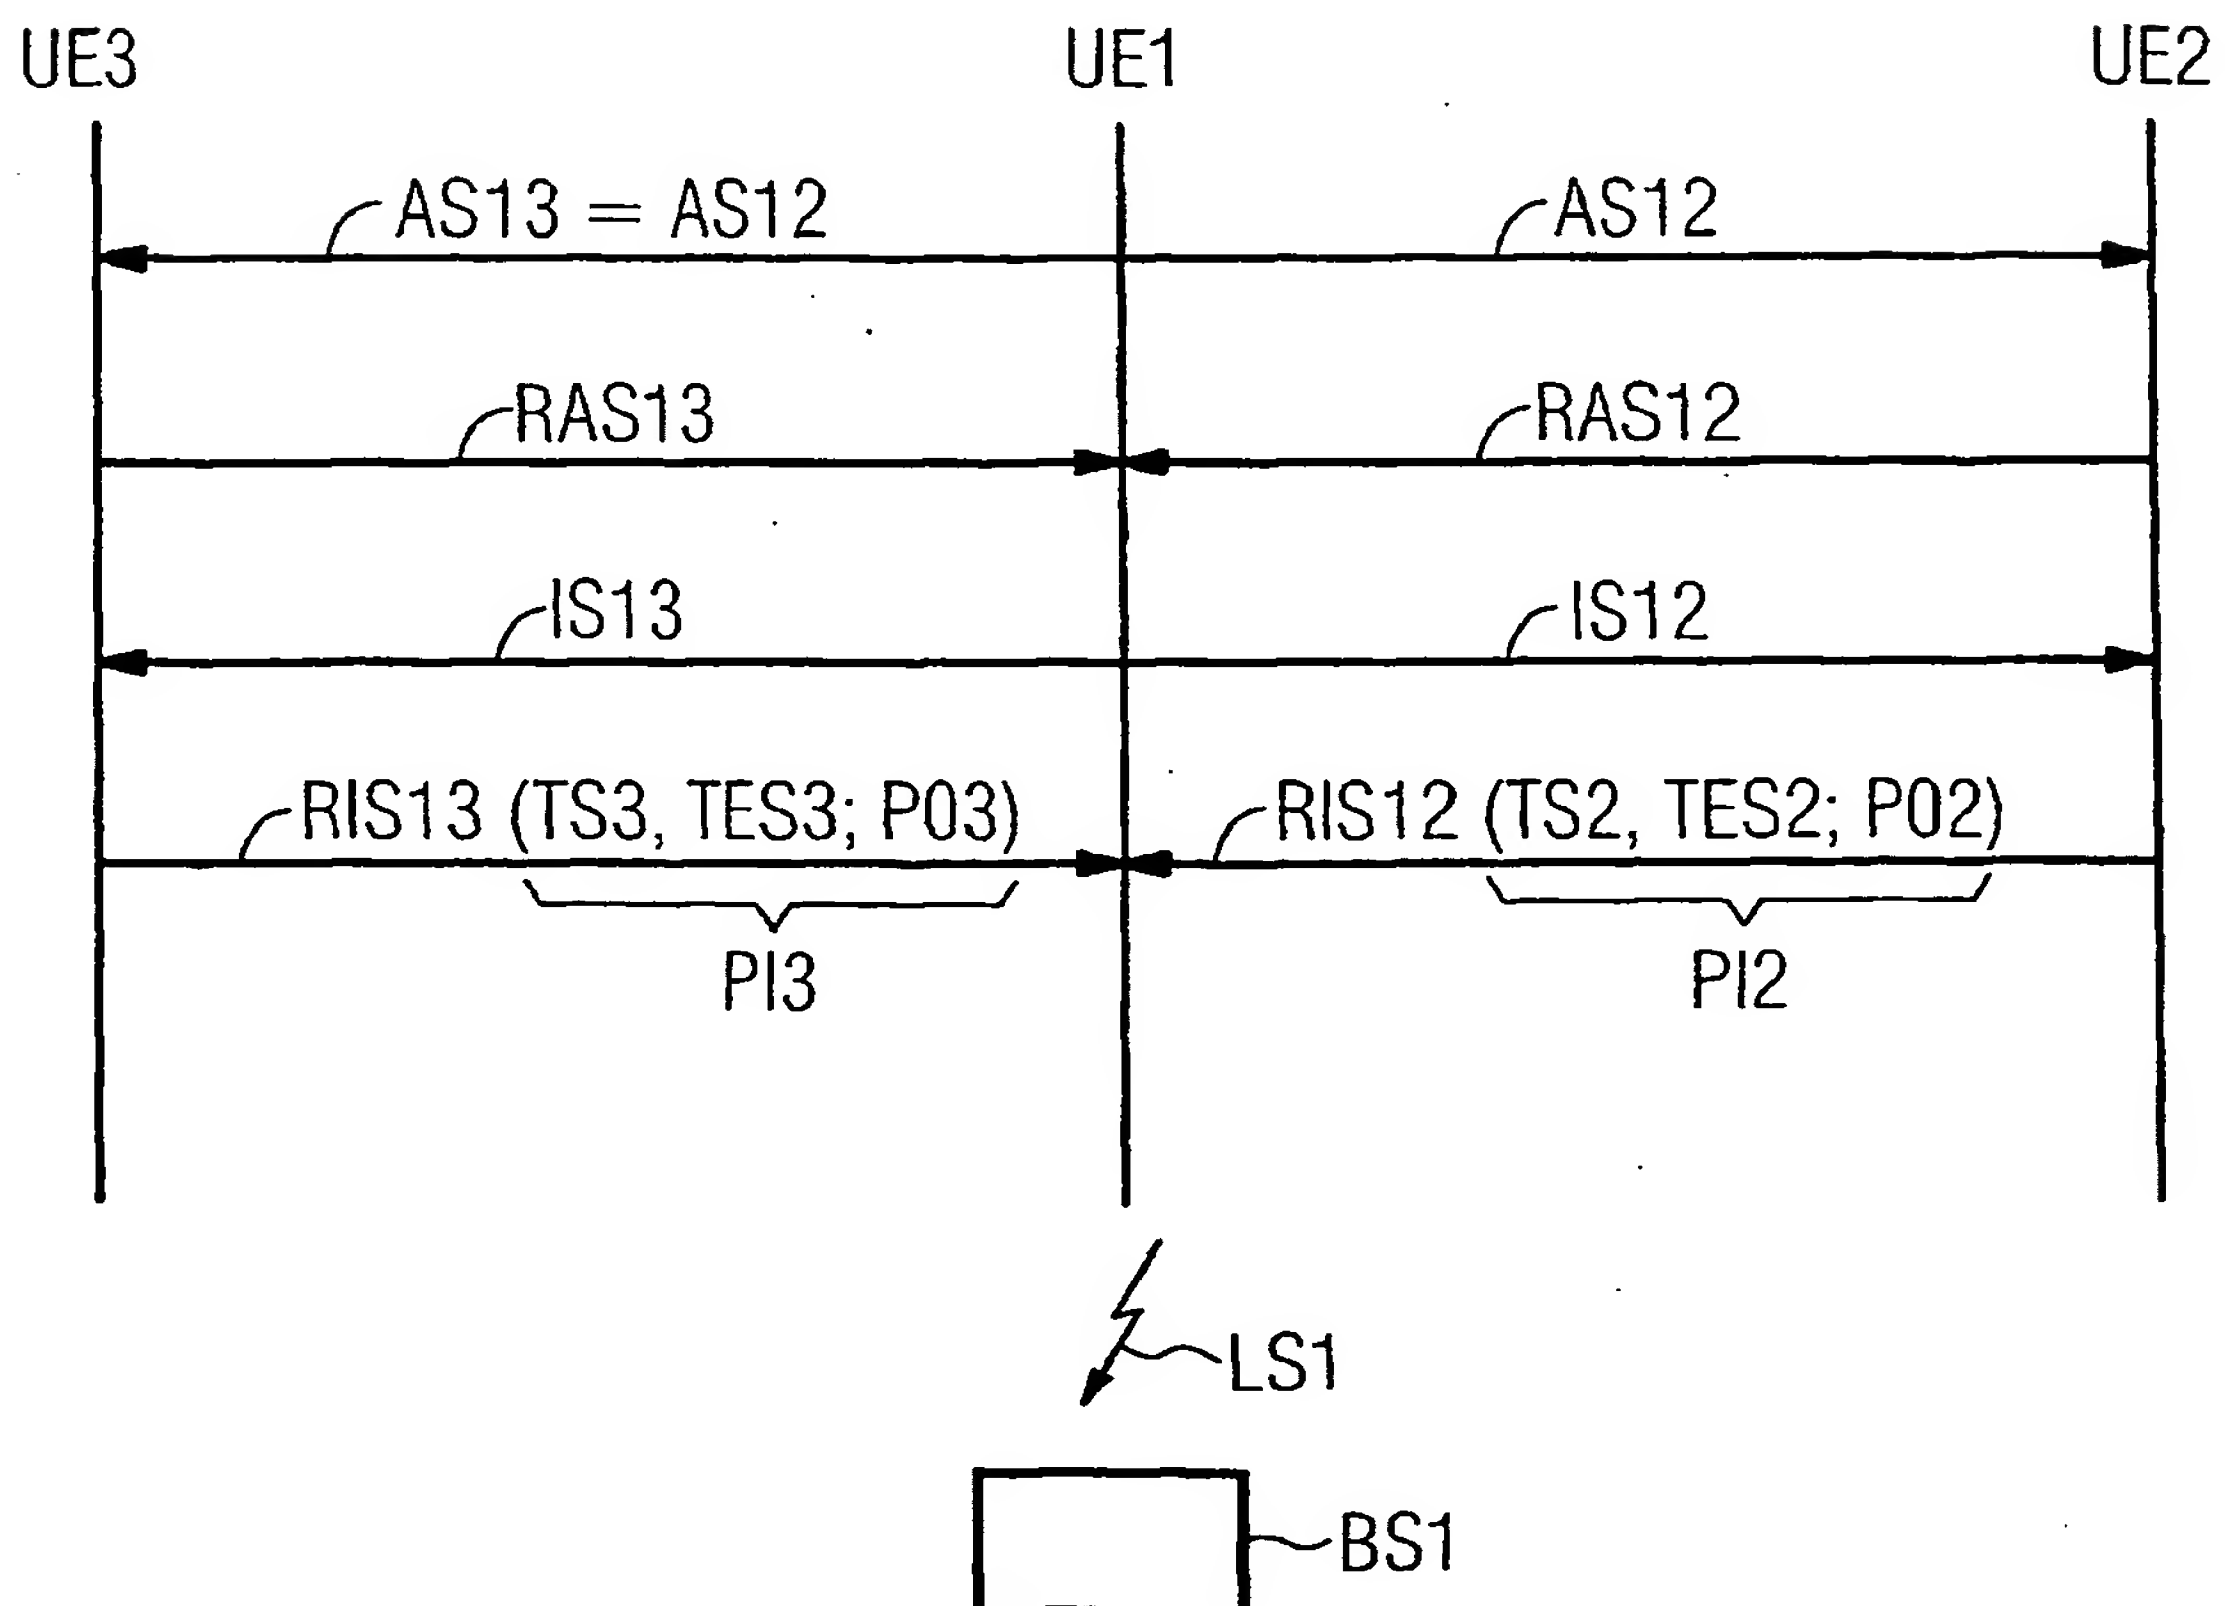 UE3 UE1 UE2
AS13 = AS12 AS12
RAS13 RAS12
IS13 IS12
RIS13 (TS3, TES3; P03) RIS12 (TS2, TES2; P02)
PI3 PI2
LS1
BS1